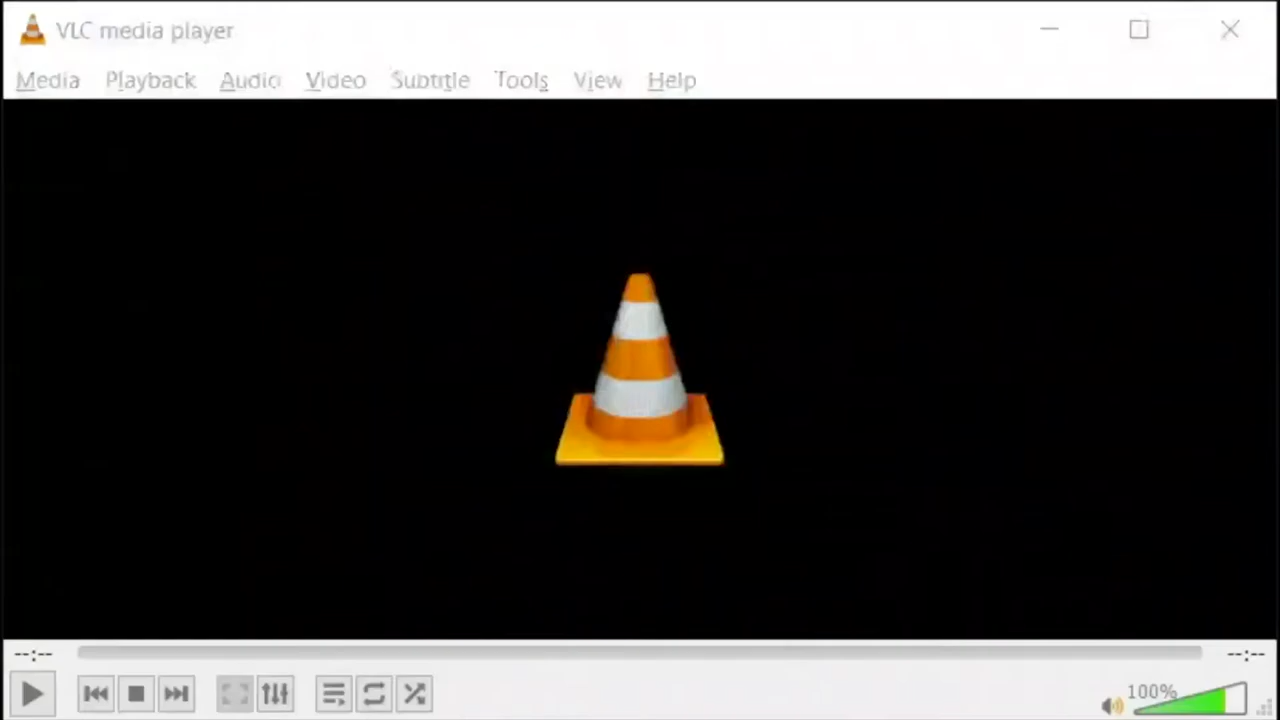 VLC media player
Media Playback Audio Video Subtitle Tools View Help
--:-- --:--
100%